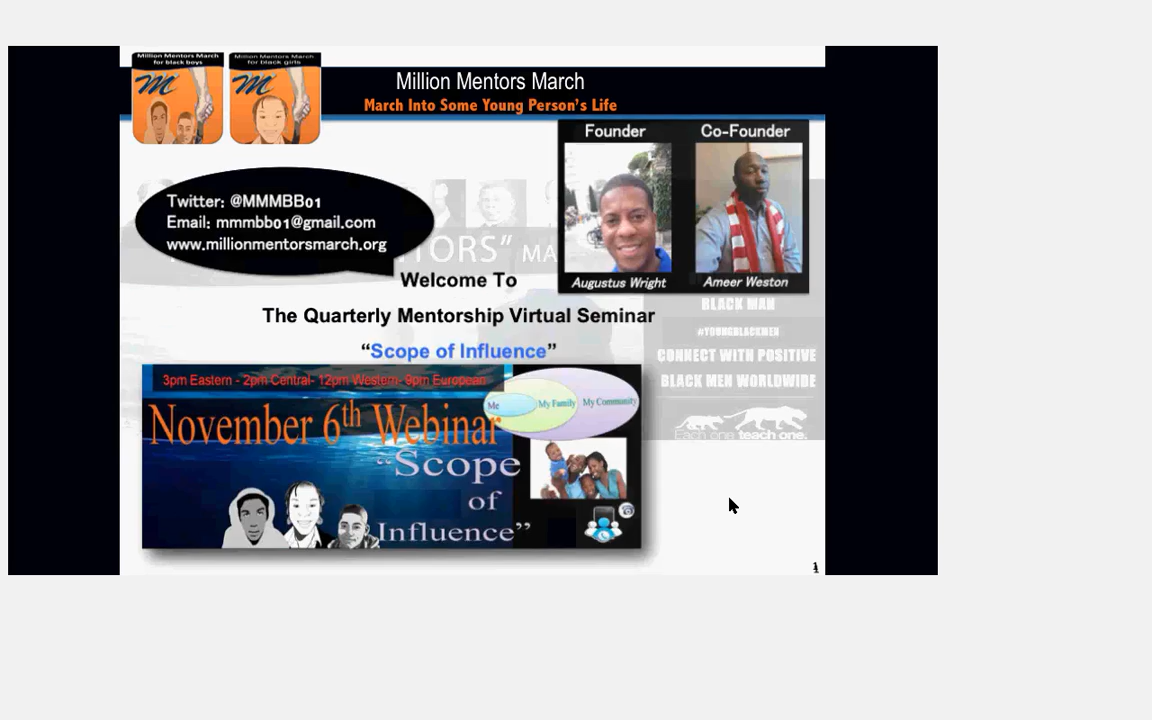 Million Mentors March
for black boys
Million Mentors March
for black girls
Million Mentors March
March Into Some Young Person's Life
Founder
Co-Founder
Augustus Wright
Ameer Weston
Twitter: @MMMBB01
Email: mmmbb01@gmail.com
www.millionmentorsmarch.org
TORS" MA
Welcome To
The Quarterly Mentorship Virtual Seminar
“Scope of Influence”
BLACK MAN
#YOUNGBLACKMEN
CONNECT WITH POSITIVE
BLACK MEN WORLDWIDE
Each one teach one.
3pm Eastern - 2pm Central- 12pm Western- 9pm European
November 6th Webinar
“Scope
of
Influence”
Me
My Family
My Community